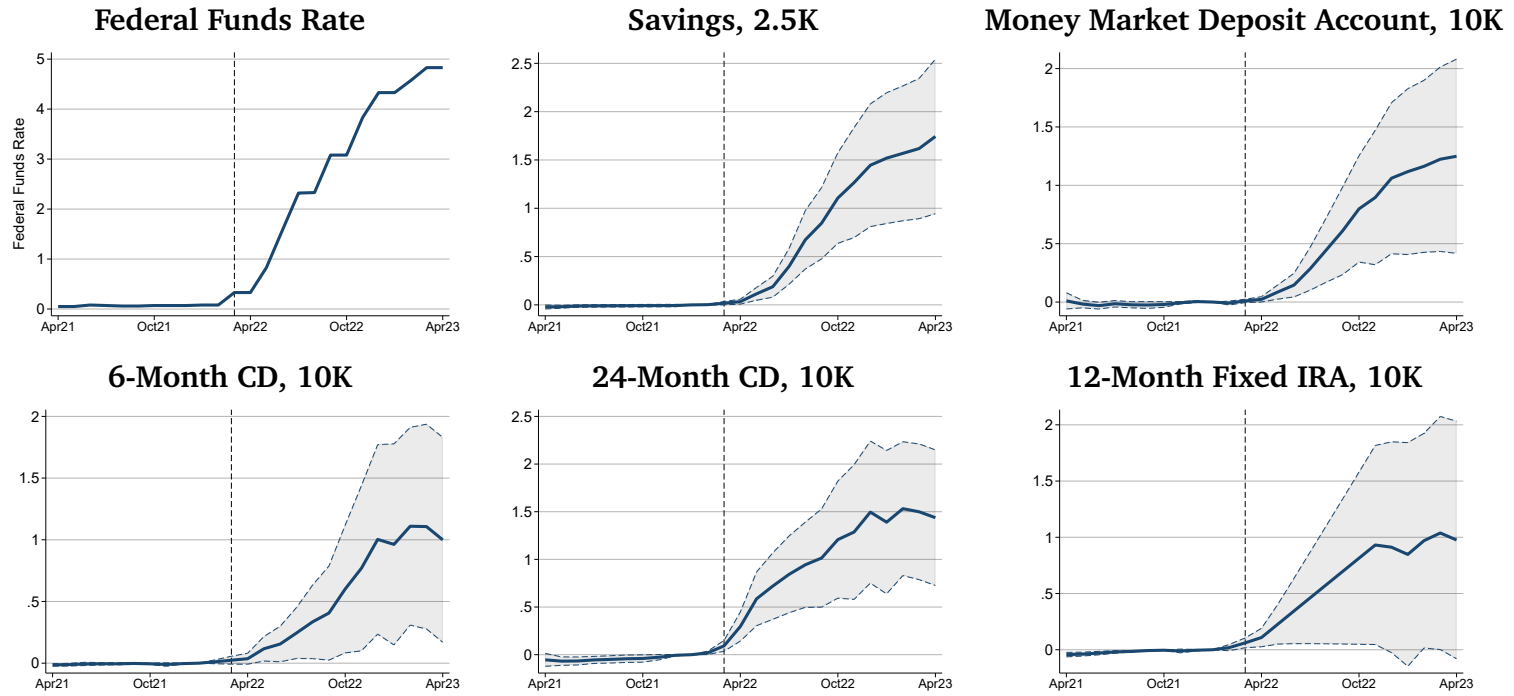 Federal Funds Rate
Federal Funds Rate
5
4
3
2
1
0
Apr21 Oct21 Apr22 Oct22 Apr23
Savings, 2.5K
2.5
2
1.5
1
.5
0
Apr21 Oct21 Apr22 Oct22 Apr23
Money Market Deposit Account, 10K
2
1.5
1
.5
0
Apr21 Oct21 Apr22 Oct22 Apr23
6-Month CD, 10K
2
1.5
1
.5
0
Apr21 Oct21 Apr22 Oct22 Apr23
24-Month CD, 10K
2.5
2
1.5
1
.5
0
Apr21 Oct21 Apr22 Oct22 Apr23
12-Month Fixed IRA, 10K
2
1.5
1
.5
0
Apr21 Oct21 Apr22 Oct22 Apr23